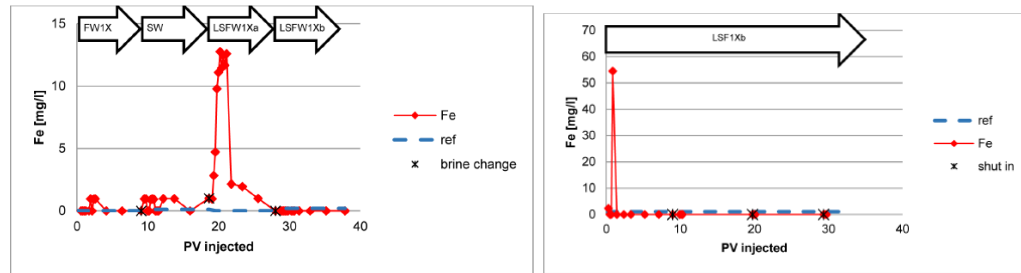 FW1X
SW
LSFW1Xa
LSFW1Xb
15
10
5
0
Fe [mg/l]
0
10
20
30
40
PV injected
Fe
ref
brine change
LSF1Xb
70
60
50
40
30
20
10
0
Fe [mg/l]
0
10
20
30
40
PV injected
ref
Fe
shut in